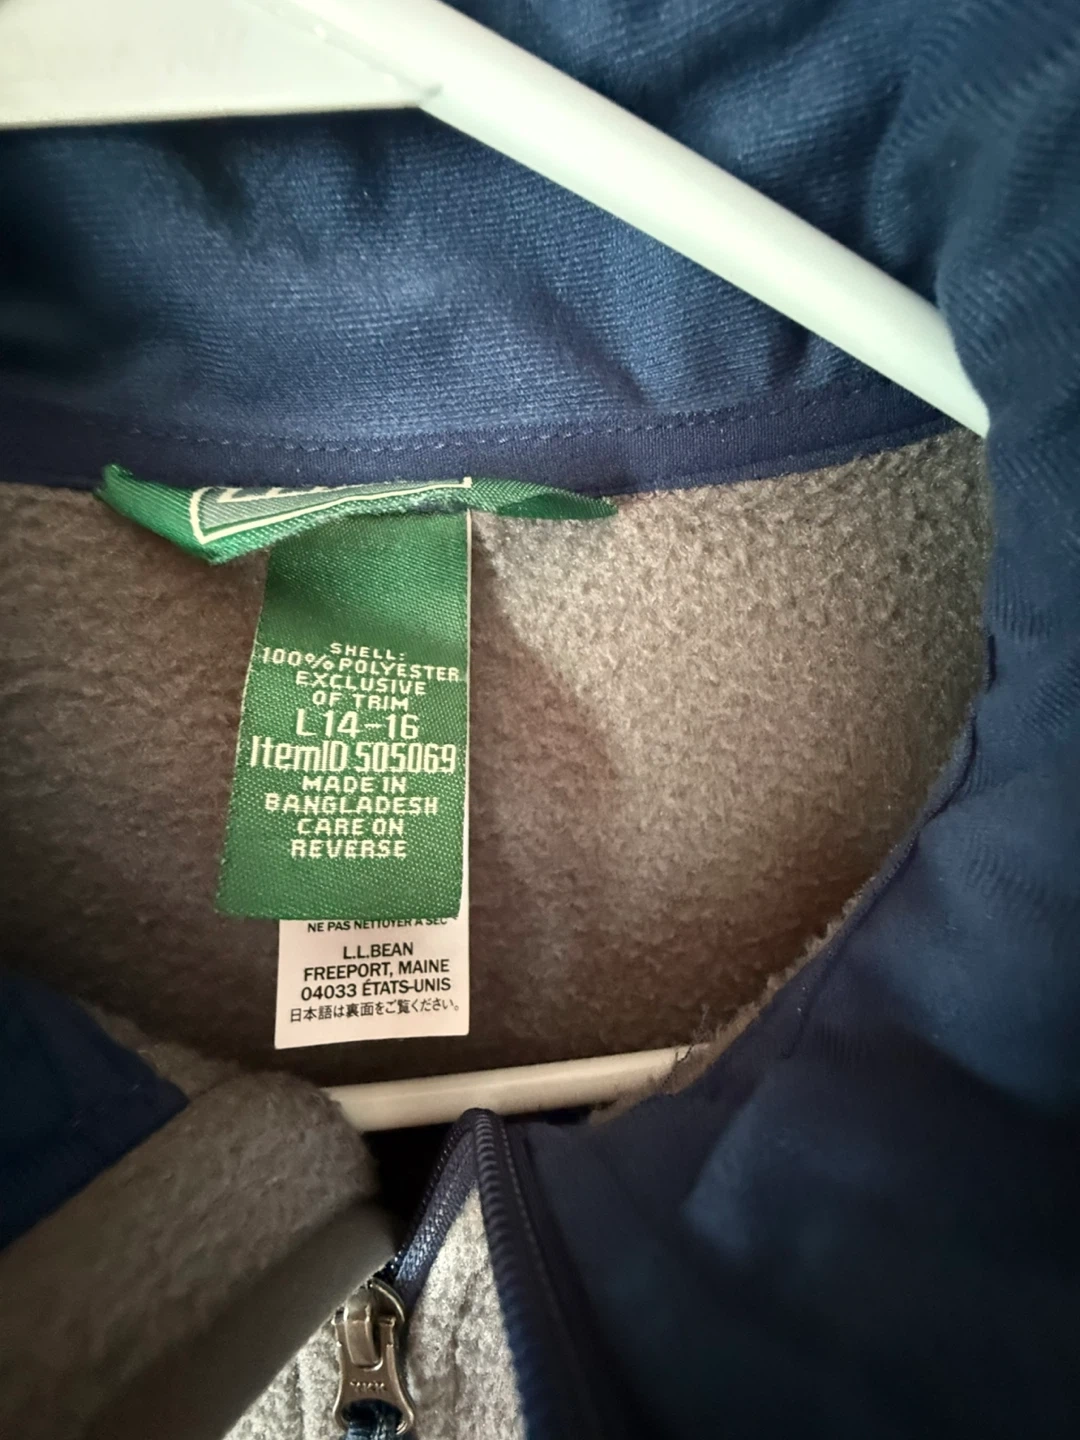 SHELL:
100% POLYESTER
EXCLUSIVE
OF TRIM
L 14-16
ItemID 505069
MADE IN
BANGLADESH
CARE ON
REVERSE
NE PAS NETTOYER À SEC
L.L.BEAN
FREEPORT, MAINE
04033 ÉTATS-UNIS
日本語は裏面をご覧ください。
YKK